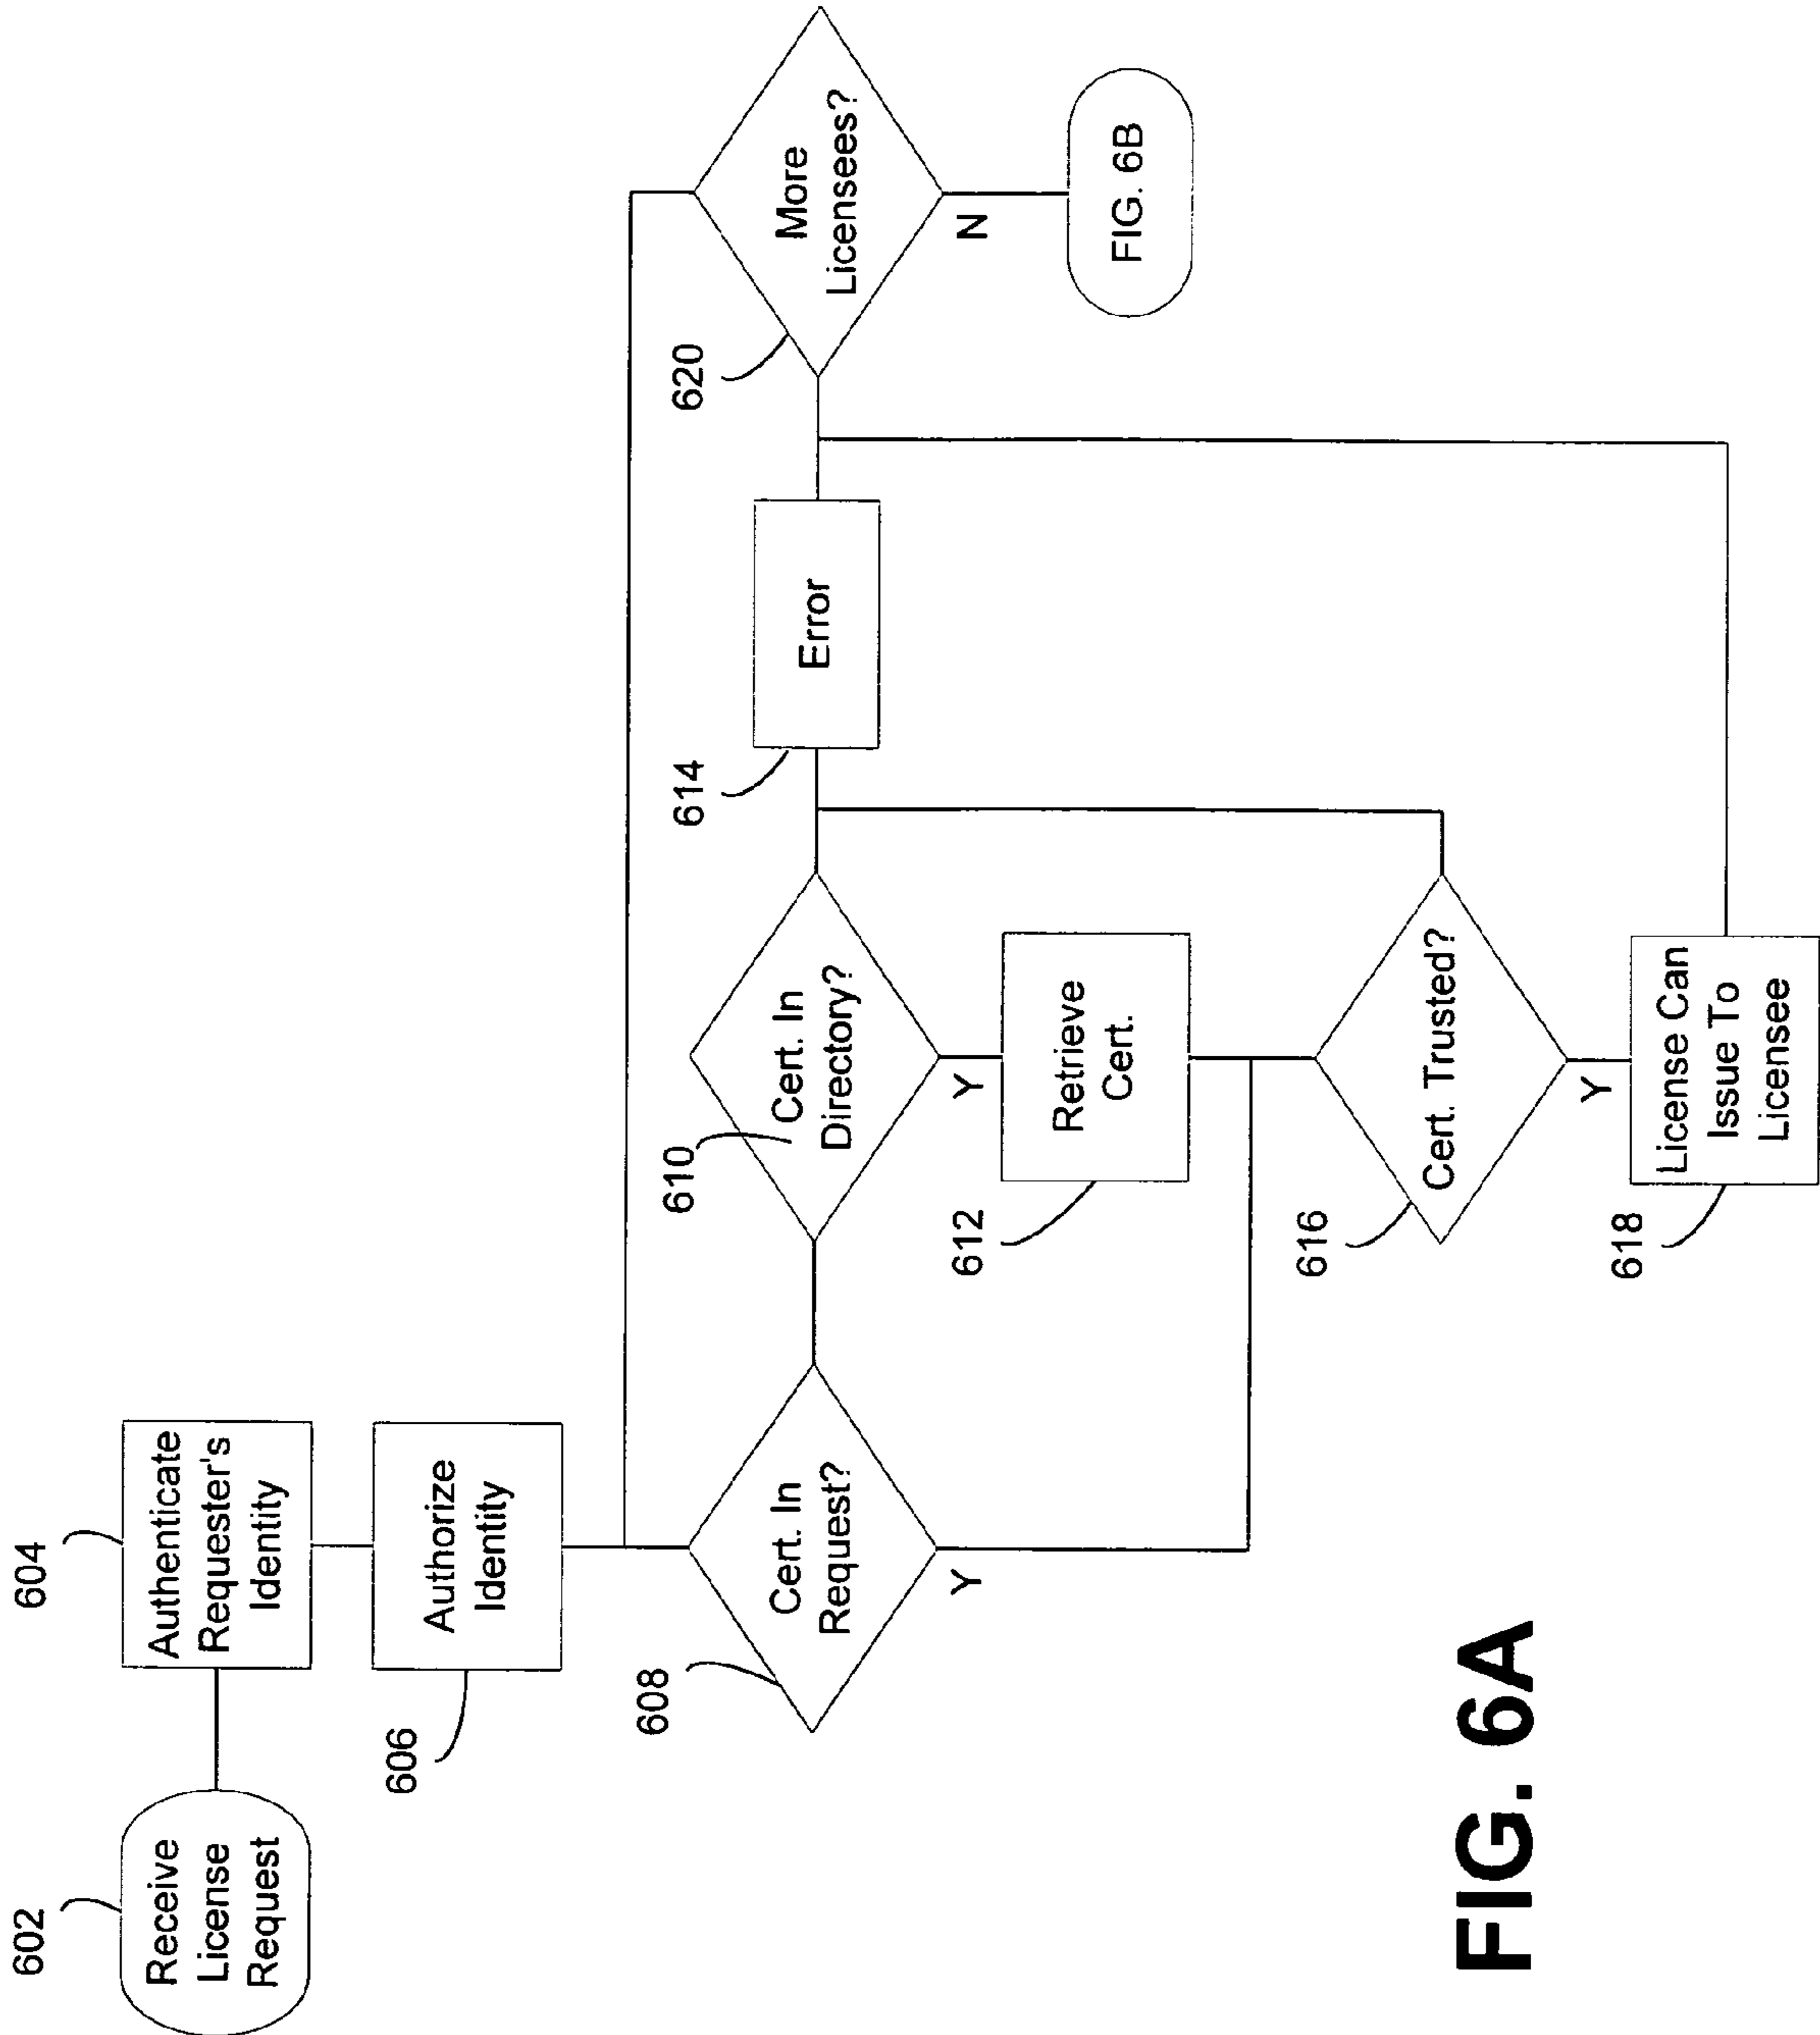 602
Receive
License
Request
604
Authenticate
Requester's
Identity
606
Authorize
Identity
608
Cert. In
Request?
Y
610
Cert. In
Directory?
Y
612
Retrieve
Cert.
614
Error
616
Cert. Trusted?
Y
618
License Can
Issue To
Licensee
620
More
Licensees?
N
FIG. 6B
FIG. 6A